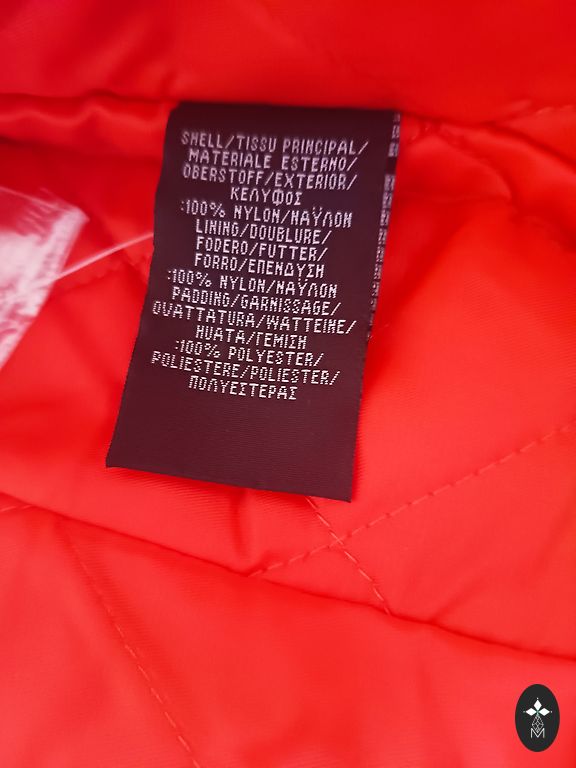 SHELL/TISSU PRINCIPAL/
MATERIALE ESTERNO/
OBERSTOFF/EXTERIOR/
ΚΕΛΥΦΟΣ
:100% NYLON/ΝΑΫΛΟΝ
LINING/DOUBLURE/
FODERO/FUTTER/
FORRO/ΕΠΕΝΔΥΣΗ
:100% NYLON/ΝΑΫΛΟΝ
PADDING/GARNISSAGE/
OVATTATURA/WATTEINE/
HUATA/ΓΕΜΙΣΗ
:100% POLYESTER/
POLIESTERE/POLIESTER/
ΠΟΛΥΕΣΤΕΡΑΣ
M